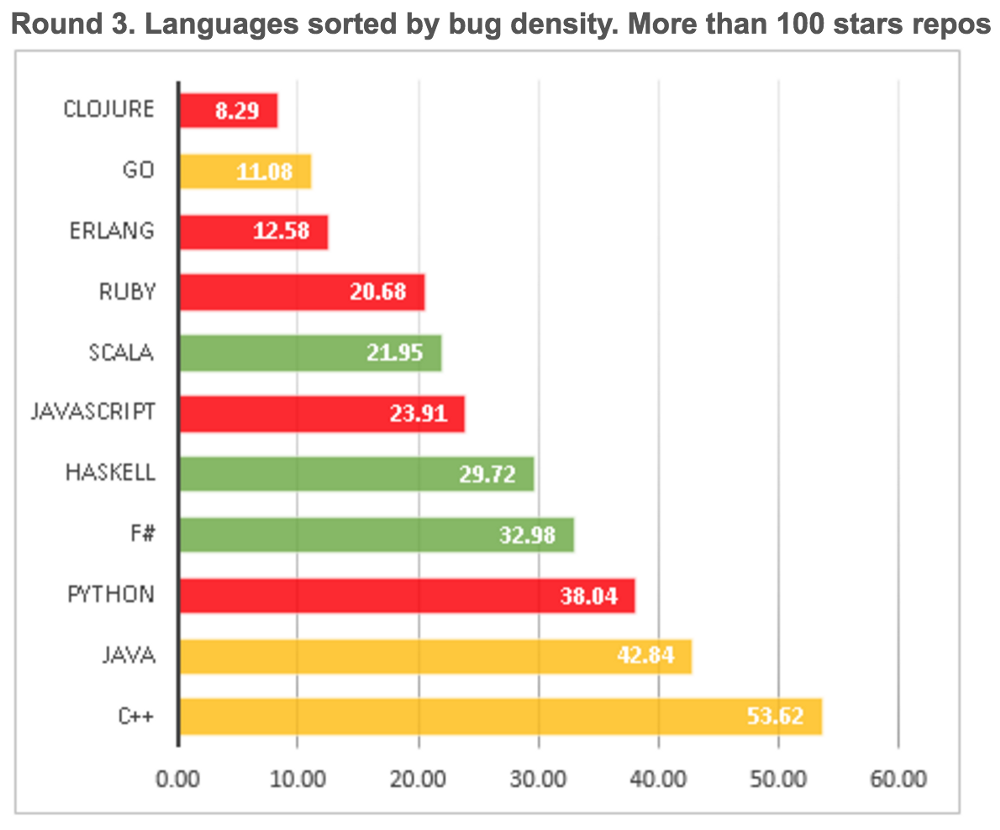 Round 3. Languages sorted by bug density. More than 100 stars repos
CLOJURE 8.29
GO 11.08
ERLANG 12.58
RUBY 20.68
SCALA 21.95
JAVASCRIPT 23.91
HASKELL 29.72
F# 32.98
PYTHON 38.04
JAVA 42.84
C++ 53.62
0.00 10.00 20.00 30.00 40.00 50.00 60.00